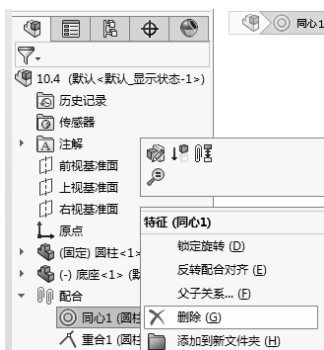 同心1
10.4 (默认<默认_显示状态-1>)
历史记录
传感器
注解
前视基准面
上视基准面
右视基准面
原点
(固定) 圆柱<1> (
(-) 底座<1> (默
配合
同心1 (圆柱
重合1 (圆柱
特征 (同心1)
锁定旋转 (D)
反转配合对齐 (E)
父子关系... (F)
删除 (G)
添加到新文件夹 (H)